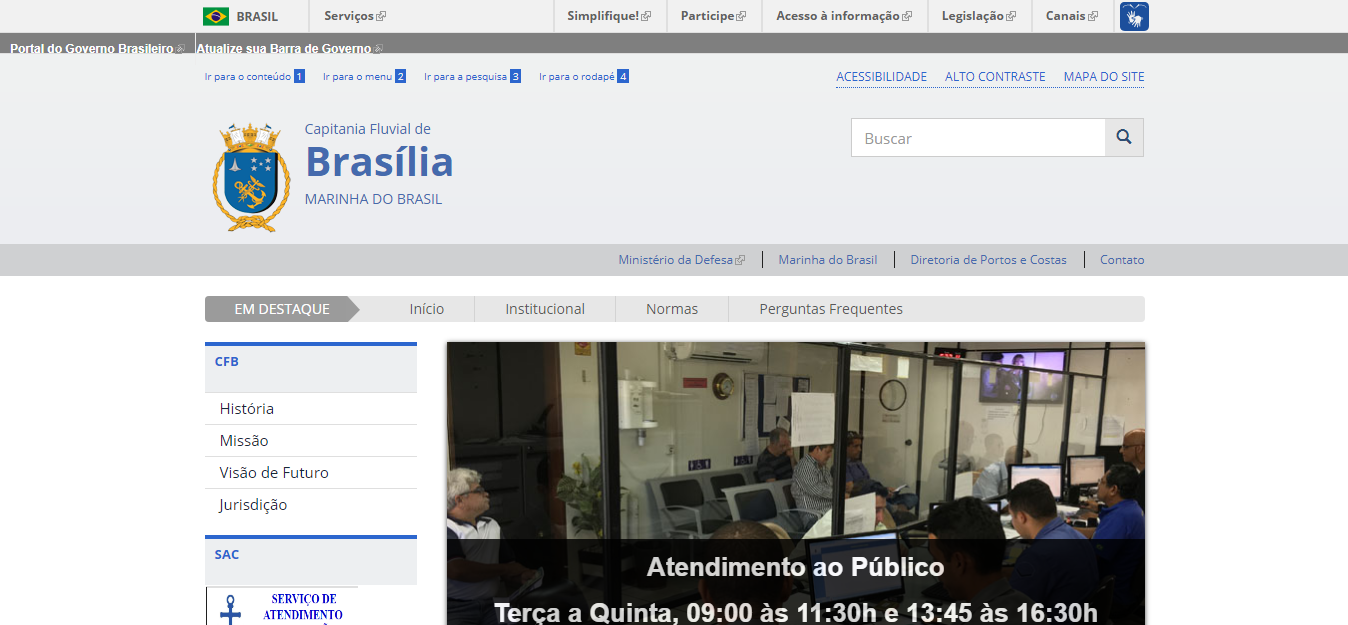 BRASIL Serviços Simplifique! Participe Acesso à informação Legislação Canais
Portal do Governo Brasileiro Atualize sua Barra de Governo
Ir para o conteúdo 1 Ir para o menu 2 Ir para a pesquisa 3 Ir para o rodapé 4 ACESSIBILIDADE ALTO CONTRASTE MAPA DO SITE
Capitania Fluvial de
Brasília
MARINHA DO BRASIL
Buscar
Ministério da Defesa Marinha do Brasil Diretoria de Portos e Costas Contato
EM DESTAQUE Início Institucional Normas Perguntas Frequentes
CFB
História
Missão
Visão de Futuro
Jurisdição
SAC
SERVIÇO DE
ATENDIMENTO
Atendimento ao Público
Terça a Quinta, 09:00 às 11:30h e 13:45 às 16:30h